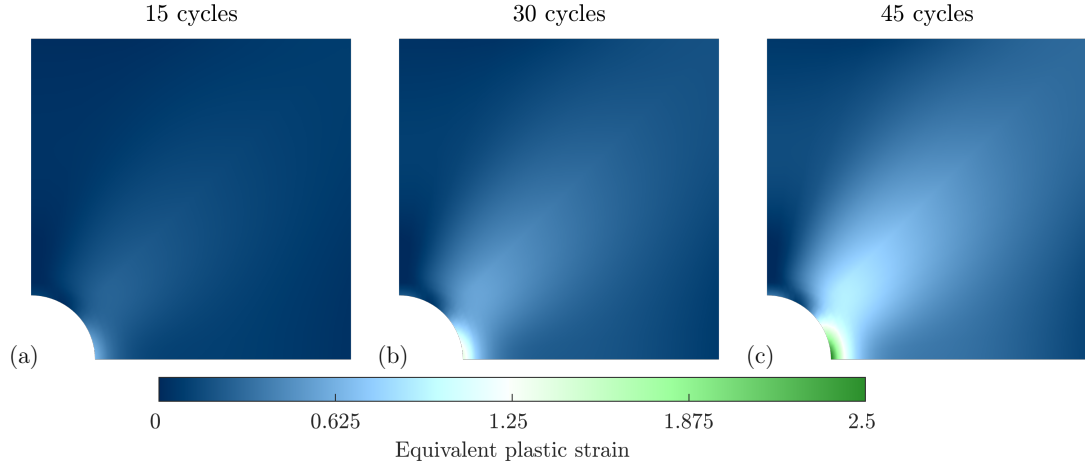 15 cycles
30 cycles
45 cycles
(a)
(b)
(c)
0
0.625
1.25
1.875
2.5
Equivalent plastic strain